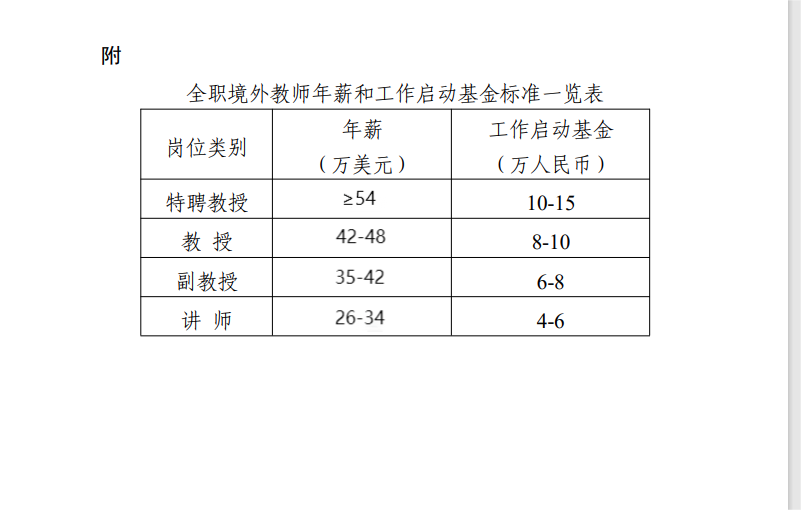 附
全职境外教师年薪和工作启动基金标准一览表
岗位类别 年薪 工作启动基金
（万美元） （万人民币）
特聘教授 ≥54 10-15
教 授 42-48 8-10
副教授 35-42 6-8
讲 师 26-34 4-6